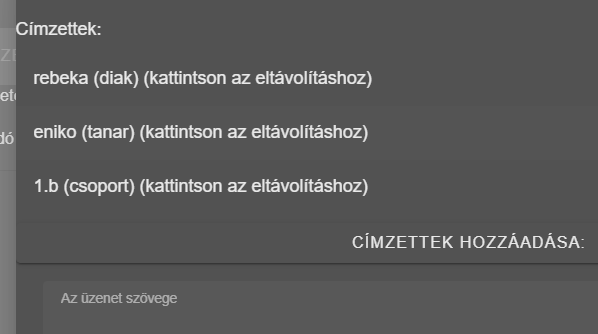 Címzettek:
rebeka (diak) (kattintson az eltávolításhoz)
eniko (tanar) (kattintson az eltávolításhoz)
1.b (csoport) (kattintson az eltávolításhoz)
CÍMZETTEK HOZZÁADÁSA:
Az üzenet szövege